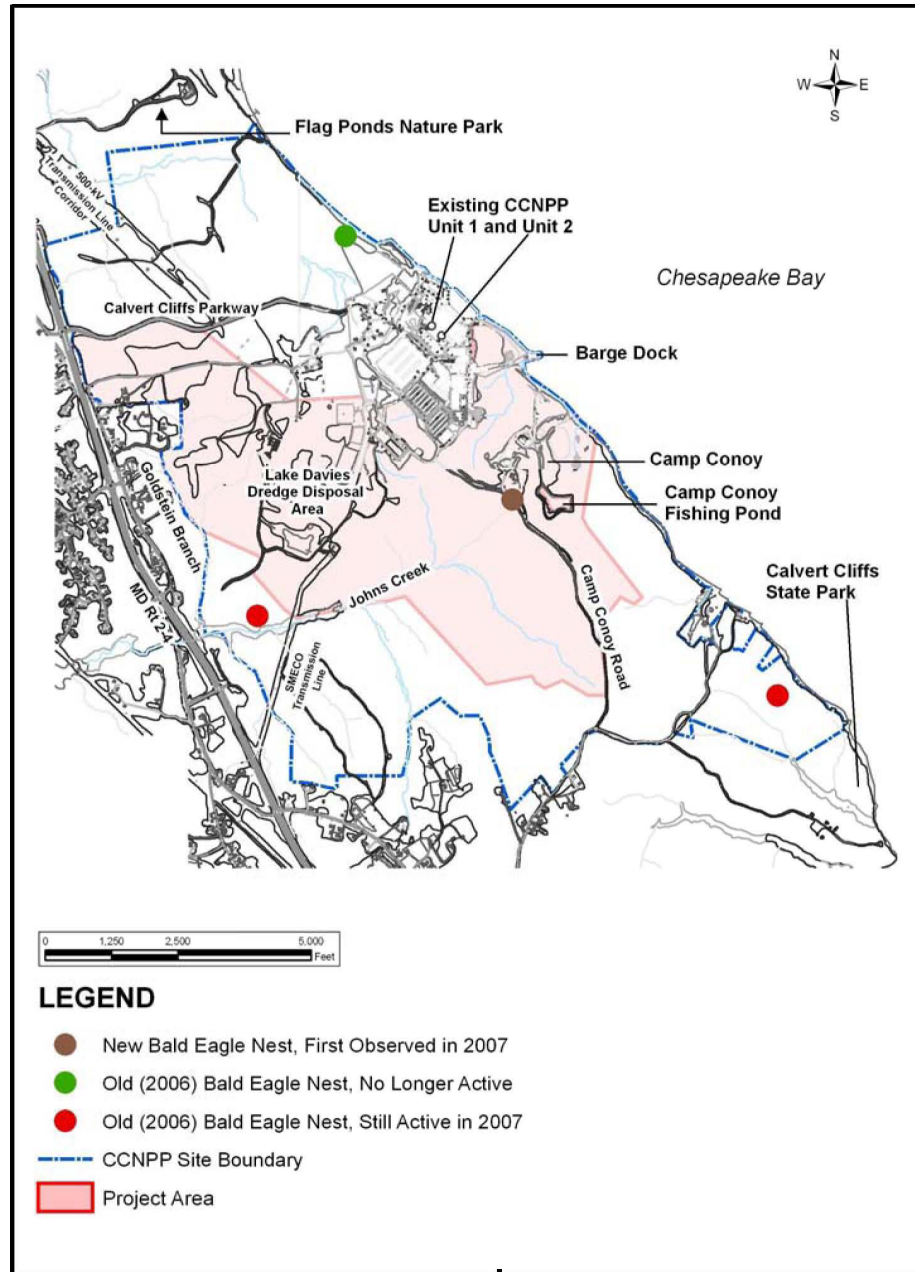 N
W E
S
Flag Ponds Nature Park
500-kV
Transmission Line
Corridor
Existing CCNPP
Unit 1 and Unit 2
Chesapeake Bay
Calvert Cliffs Parkway
Barge Dock
Camp Conoy
Lake Davies
Dredge Disposal
Area
Camp Conoy
Fishing Pond
Goldstein Branch
Johns Creek
Calvert Cliffs
State Park
MD Rt 2-4
Camp Conoy Road
SMECO
Transmission
Line
0 1,250 2,500 5,000
Feet
LEGEND
New Bald Eagle Nest, First Observed in 2007
Old (2006) Bald Eagle Nest, No Longer Active
Old (2006) Bald Eagle Nest, Still Active in 2007
CCNPP Site Boundary
Project Area